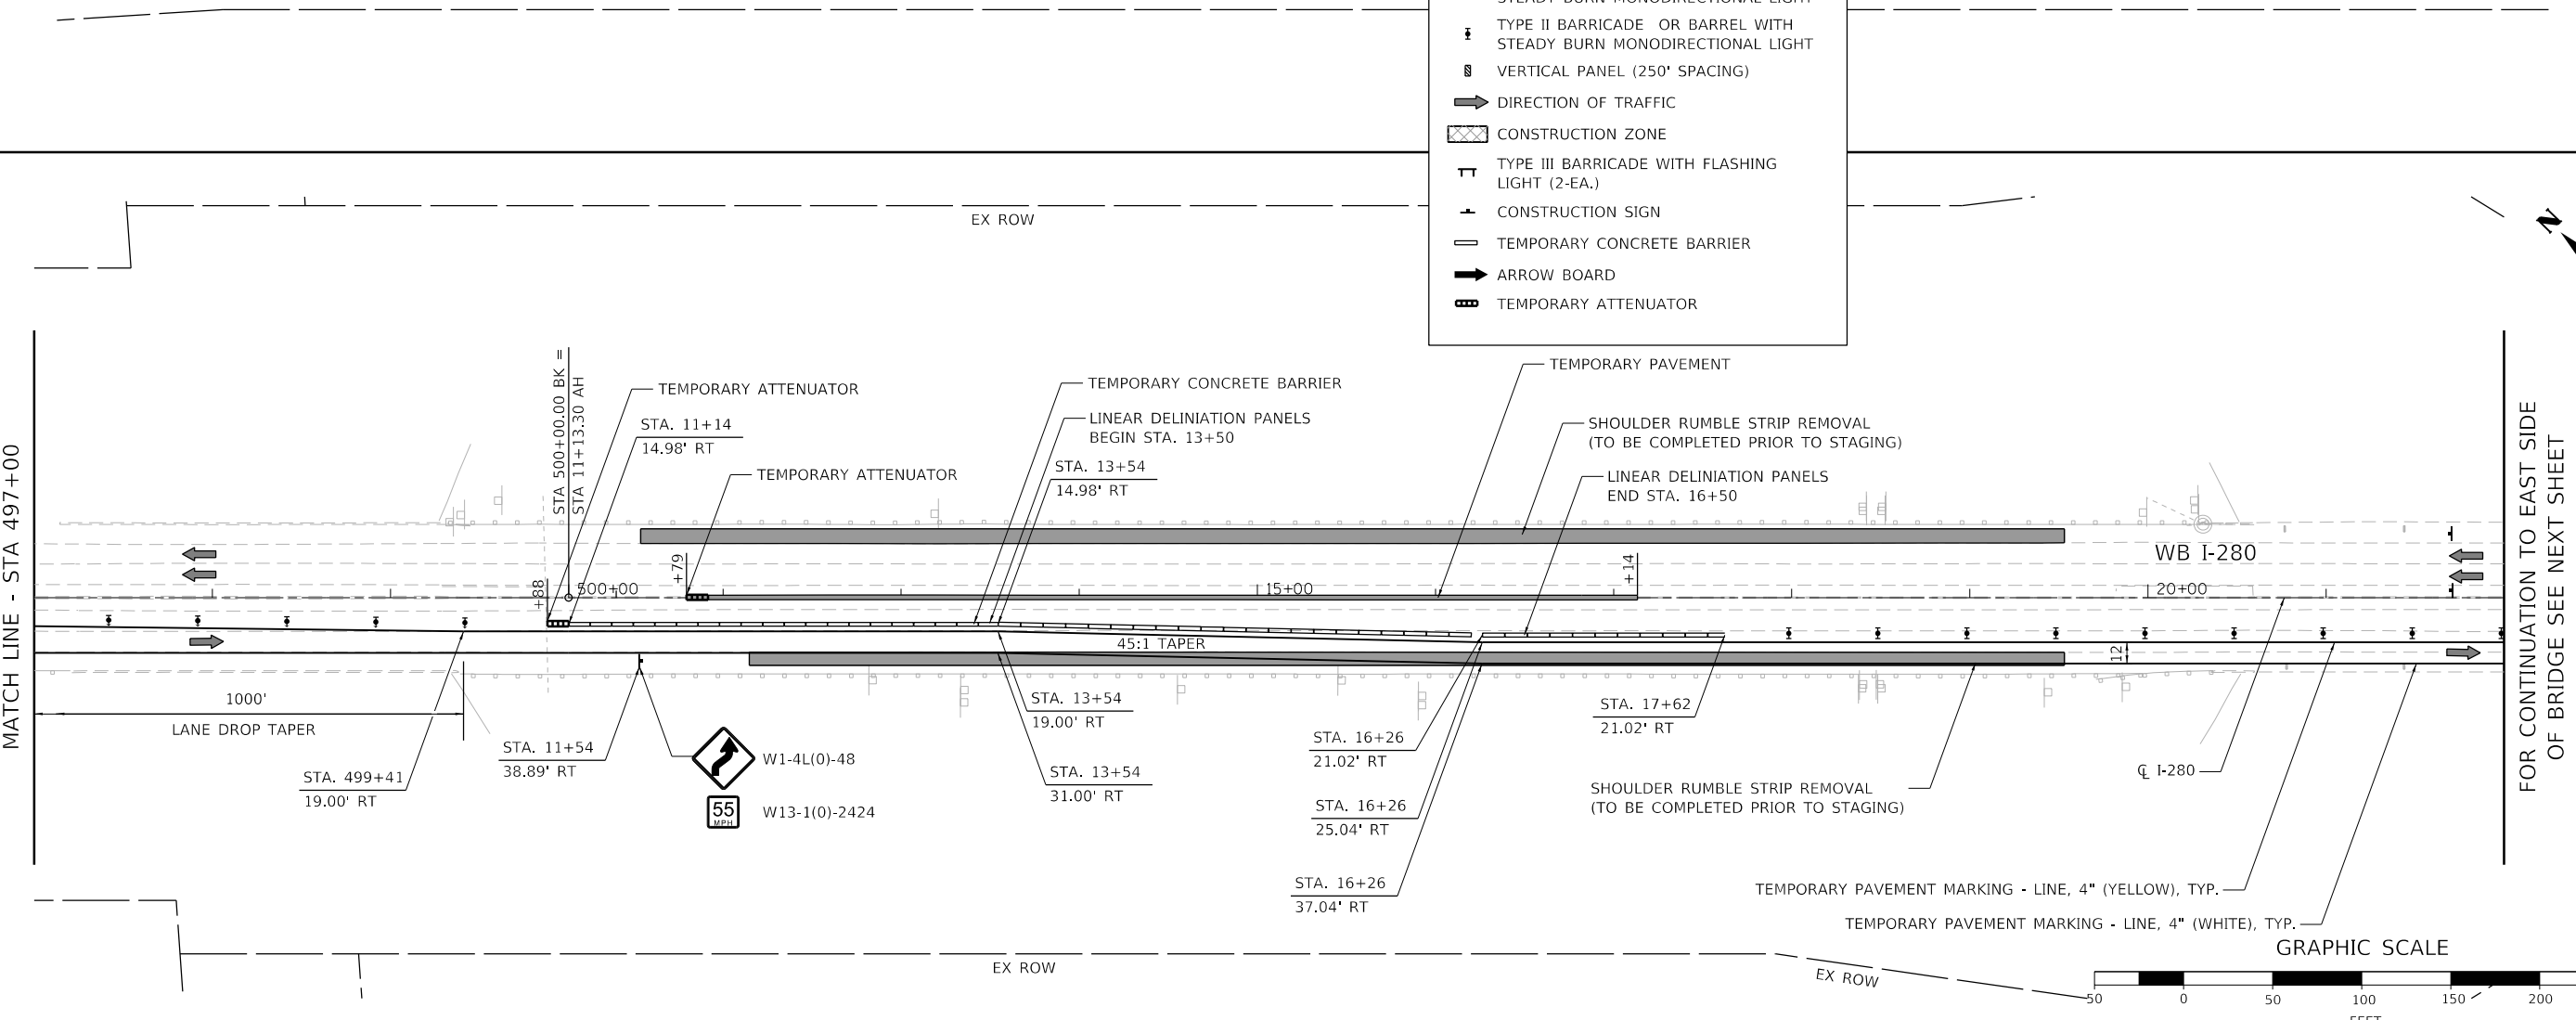 STEADY BURN MONODIRECTIONAL LIGHT
TYPE II BARRICADE OR BARREL WITH
STEADY BURN MONODIRECTIONAL LIGHT
VERTICAL PANEL (250' SPACING)
DIRECTION OF TRAFFIC
CONSTRUCTION ZONE
TYPE III BARRICADE WITH FLASHING
LIGHT (2-EA.)
CONSTRUCTION SIGN
TEMPORARY CONCRETE BARRIER
ARROW BOARD
TEMPORARY ATTENUATOR
EX ROW
N
MATCH LINE - STA 497+00
STA 500+00.00 BK =
STA 11+13.30 AH
TEMPORARY ATTENUATOR
STA. 11+14
14.98' RT
TEMPORARY ATTENUATOR
TEMPORARY CONCRETE BARRIER
LINEAR DELINIATION PANELS
BEGIN STA. 13+50
STA. 13+54
14.98' RT
TEMPORARY PAVEMENT
SHOULDER RUMBLE STRIP REMOVAL
(TO BE COMPLETED PRIOR TO STAGING)
LINEAR DELINIATION PANELS
END STA. 16+50
WB I-280
+88
500+00
+79
15+00
+14
20+00
45:1 TAPER
12
1000'
LANE DROP TAPER
STA. 499+41
19.00' RT
STA. 11+54
38.89' RT
W1-4L(0)-48
55
MPH
W13-1(0)-2424
STA. 13+54
19.00' RT
STA. 13+54
31.00' RT
STA. 16+26
21.02' RT
STA. 16+26
25.04' RT
STA. 16+26
37.04' RT
STA. 17+62
21.02' RT
SHOULDER RUMBLE STRIP REMOVAL
(TO BE COMPLETED PRIOR TO STAGING)
℄ I-280
TEMPORARY PAVEMENT MARKING - LINE, 4" (YELLOW), TYP.
TEMPORARY PAVEMENT MARKING - LINE, 4" (WHITE), TYP.
FOR CONTINUATION TO EAST SIDE
OF BRIDGE SEE NEXT SHEET
EX ROW
EX ROW
GRAPHIC SCALE
50 0 50 100 150 200
FEET